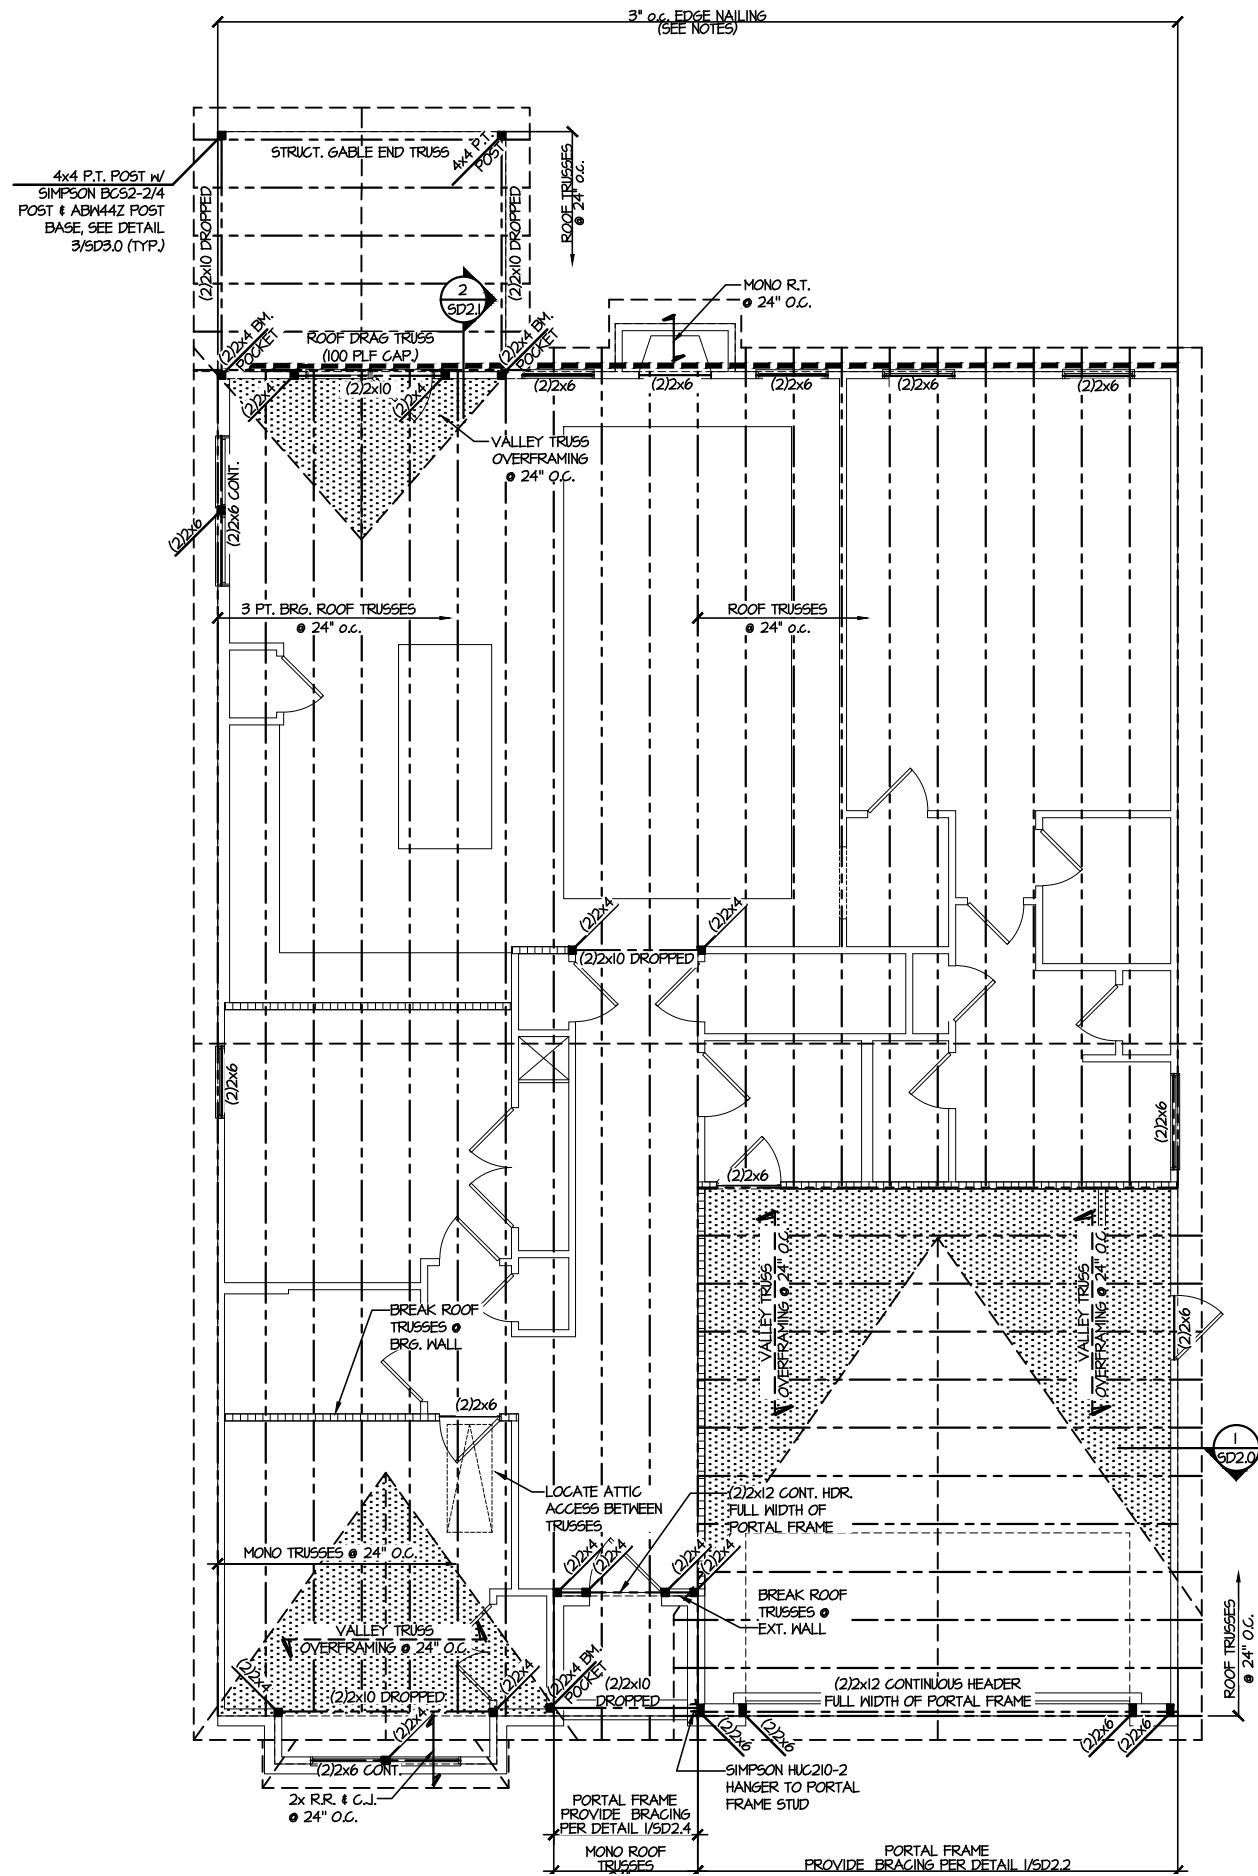 3" o.c. EDGE NAILING
(SEE NOTES)
STRUCT. GABLE END TRUSS
4x4 P.T.
POST
4x4 P.T. POST W/
SIMPSON BCS2-2/4
POST & ABW44Z POST
BASE, SEE DETAIL
3/SD3.0 (TYP.)
(2)2x10 DROPPED
(2)2x10 DROPPED
ROOF TRUSSES
@ 24" o.c.
2
SD2.1
MONO R.T.
@ 24" O.C.
(2)2x4 BM.
POCKET
ROOF DRAG TRUSS
(100 PLF CAP.)
(2)2x4 BM.
POCKET
(2)2x4
(2)2x10
(2)2x4
(2)2x6
(2)2x6
(2)2x6
(2)2x6
(2)2x6
VALLEY TRUSS
OVERFRAMING
@ 24" O.C.
(2)2x6 CONT.
(2)2x6
3 PT. BRG. ROOF TRUSSES
@ 24" o.c.
ROOF TRUSSES
@ 24" o.c.
(2)2x4
(2)2x4
(2)2x10 DROPPED
(2)2x6
(2)2x6
(2)2x6
VALLEY TRUSS
OVERFRAMING @ 24" O.C.
VALLEY TRUSS
OVERFRAMING @ 24" O.C.
(2)2x6
BREAK ROOF
TRUSSES @
BRG. WALL
(2)2x6
1
SD2.0
LOCATE ATTIC
ACCESS BETWEEN
TRUSSES
(2)2x12 CONT. HDR.
FULL WIDTH OF
PORTAL FRAME
MONO TRUSSES @ 24" O.C.
(2)2x4
(2)2x4
(2)2x4
(2)2x4
BREAK ROOF
TRUSSES @
EXT. WALL
ROOF TRUSSES
@ 24" O.C.
VALLEY TRUSS
OVERFRAMING @ 24" O.C.
(2)2x4
(2)2x10 DROPPED
(2)2x4
(2)2x4
(2)2x4 BM.
POCKET
(2)2x10
DROPPED
(2)2x12 CONTINUOUS HEADER
FULL WIDTH OF PORTAL FRAME
(2)2x6
(2)2x6
(2)2x6
(2)2x6
(2)2x6 CONT.
2x R.R. & C.J.
@ 24" O.C.
SIMPSON HUC210-2
HANGER TO PORTAL
FRAME STUD
PORTAL FRAME
PROVIDE BRACING
PER DETAIL 1/SD2.4
MONO ROOF
TRUSSES
PORTAL FRAME
PROVIDE BRACING PER DETAIL 1/SD2.2